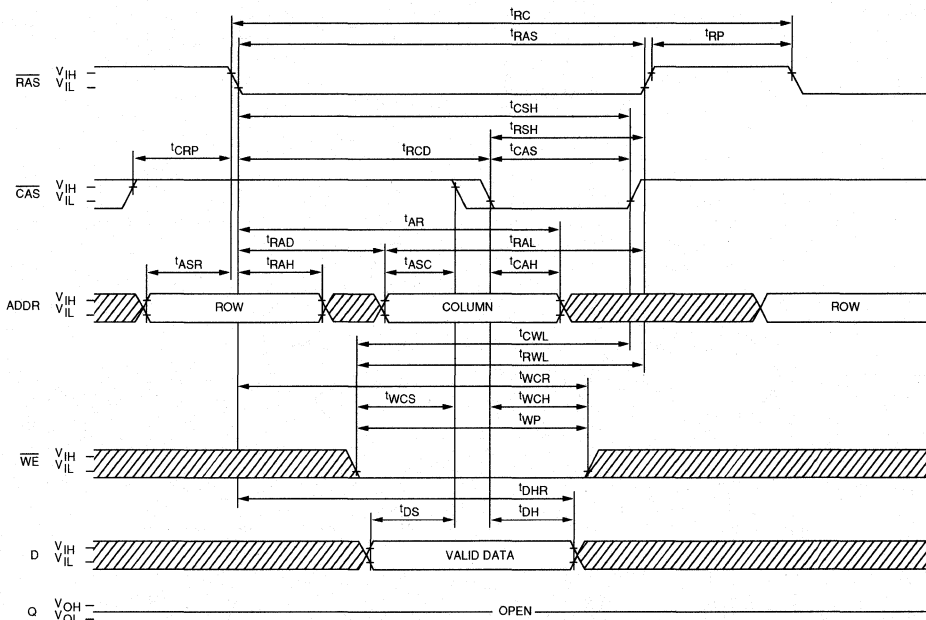 tRC
tRAS
tRP
RAS VIH
VIL
tCSH
tRSH
tCRP tRCD tCAS
CAS VIH
VIL
tAR
tRAD tRAL
tASR tRAH tASC tCAH
ADDR VIH
VIL ROW COLUMN ROW
tCWL
tRWL
tWCR
tWCS tWCH
tWP
WE VIH
VIL
tDHR
tDS tDH
D VIH
VIL VALID DATA
Q VOH
VOL OPEN